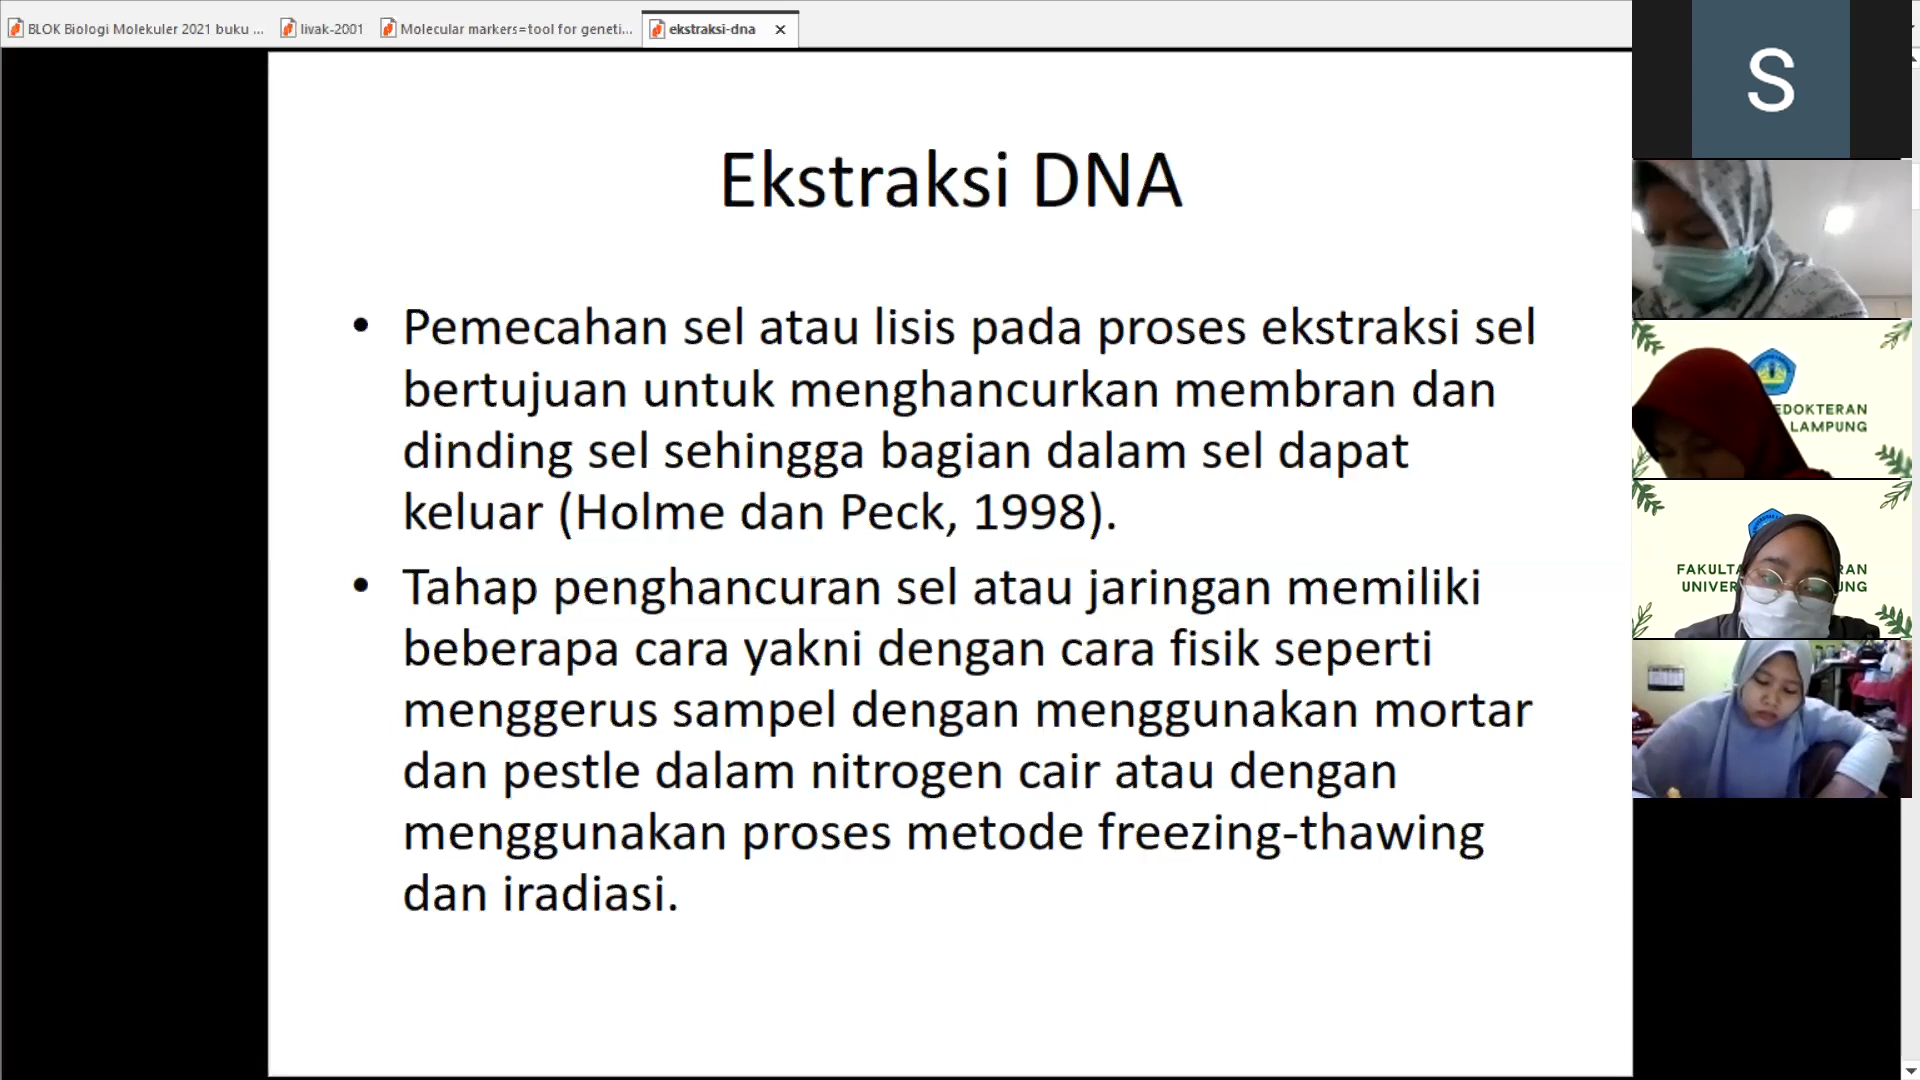 BLOK Biologi Molekuler 2021 buku ...
livak-2001
Molecular markers=tool for geneti...
ekstraksi-dna
Ekstraksi DNA
• Pemecahan sel atau lisis pada proses ekstraksi sel
bertujuan untuk menghancurkan membran dan
dinding sel sehingga bagian dalam sel dapat
keluar (Holme dan Peck, 1998).
• Tahap penghancuran sel atau jaringan memiliki
beberapa cara yakni dengan cara fisik seperti
menggerus sampel dengan menggunakan mortar
dan pestle dalam nitrogen cair atau dengan
menggunakan proses metode freezing-thawing
dan iradiasi.
S
EDOKTERAN
LAMPUNG
FAKULTA RAN
UNIVER NG